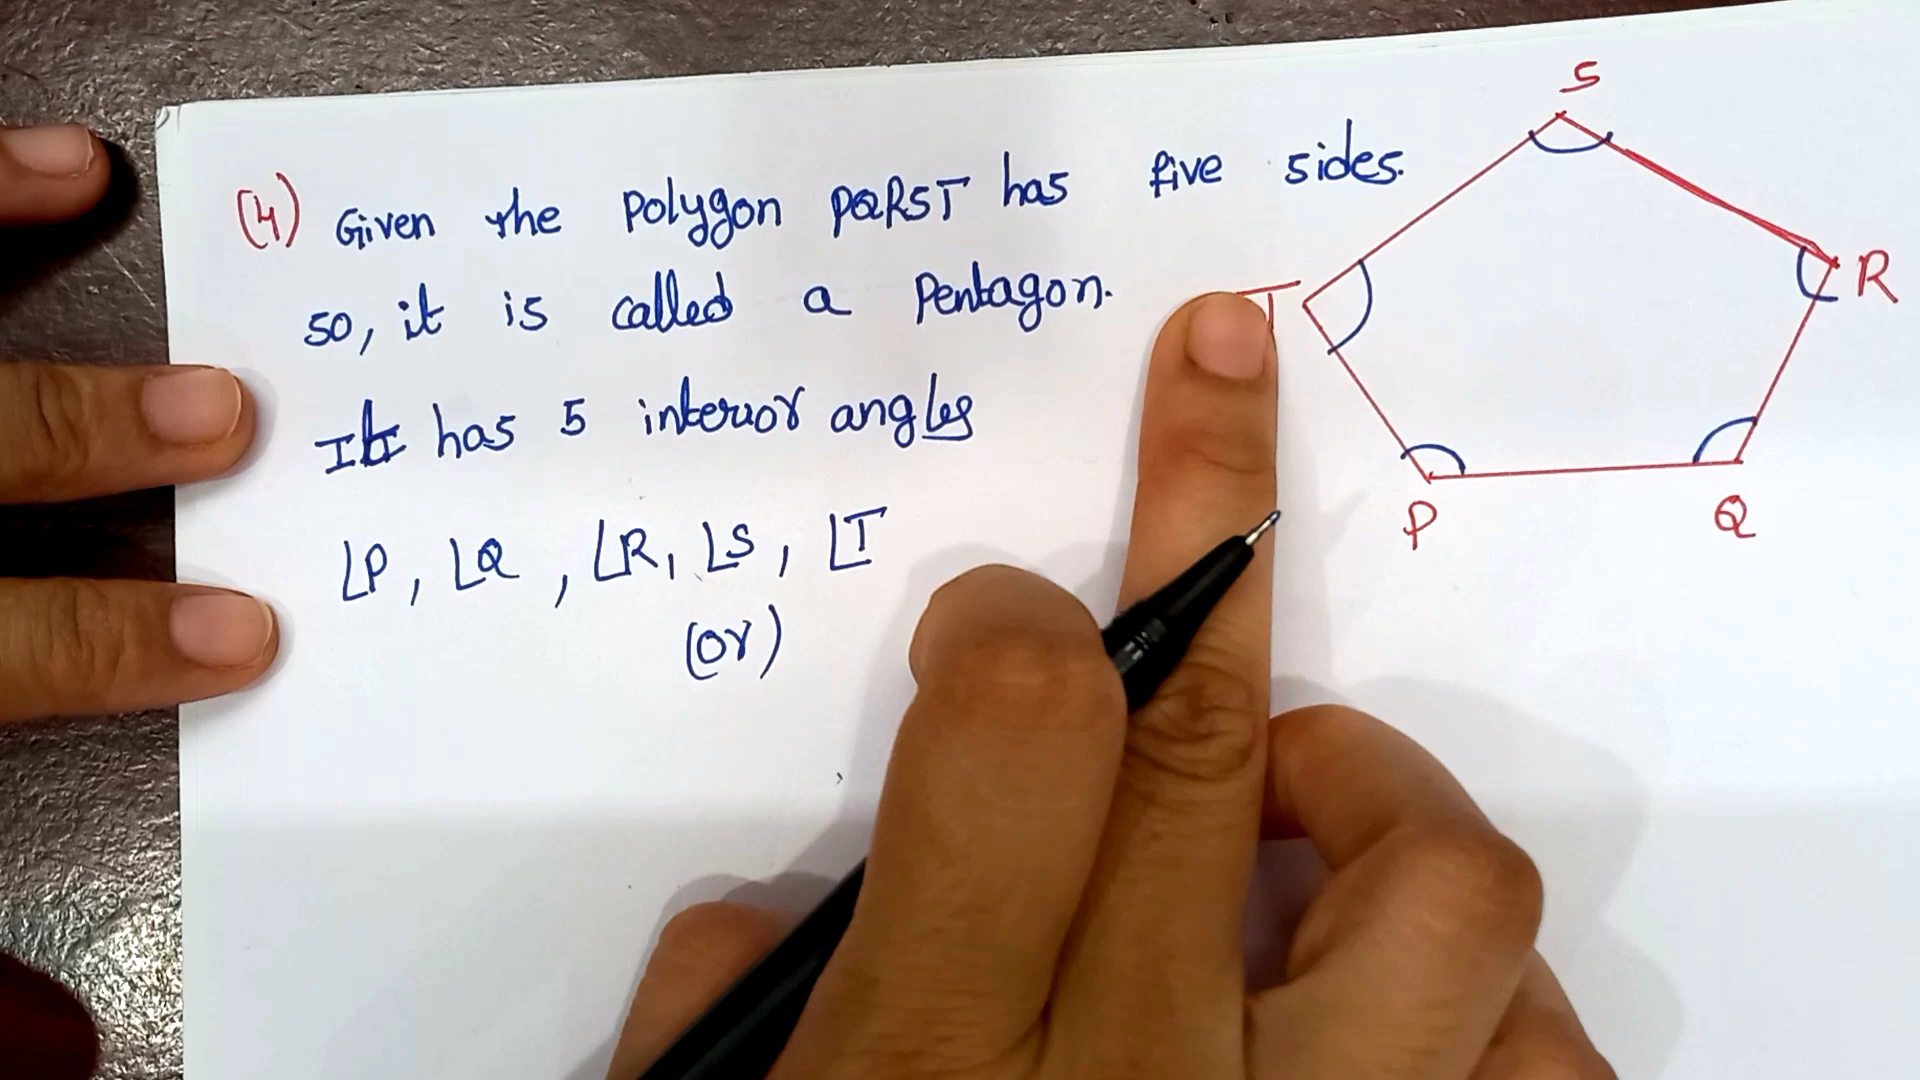 (4) Given the polygon PQRST has five sides.
so, it is called a Pentagon.
It has 5 interior angles
∠P, ∠Q, ∠R, ∠S, ∠T
(or)
S
R
T
P
Q